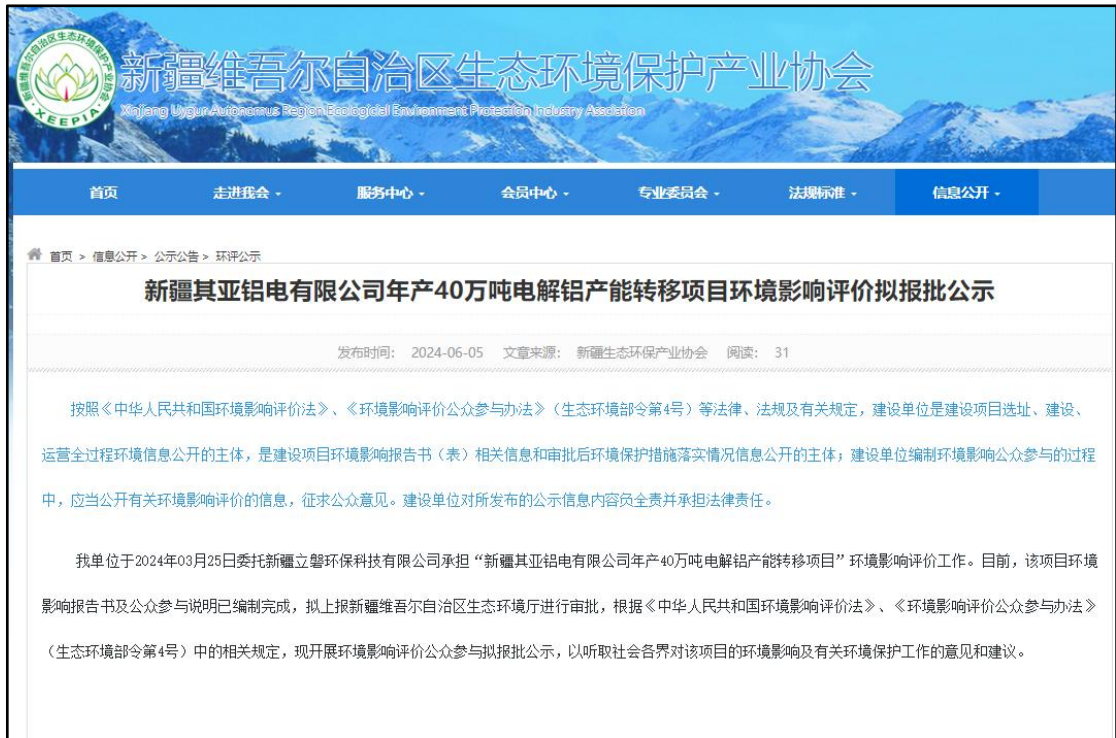 新疆维吾尔自治区生态环境保护产业协会
XEEPIA
新疆维吾尔自治区生态环境保护产业协会
Xinjiang Uygur Autonomus Region Ecologicial Environment Protection Industry Assciation
首页 走进我会 服务中心 会员中心 专业委员会 法规标准 信息公开
首页 > 信息公开 > 公示公告 > 环评公示
新疆其亚铝电有限公司年产40万吨电解铝产能转移项目环境影响评价拟报批公示
发布时间: 2024-06-05 文章来源: 新疆生态环保产业协会 阅读: 31
按照《中华人民共和国环境影响评价法》、《环境影响评价公众参与办法》（生态环境部令第4号）等法律、法规及有关规定，建设单位是建设项目选址、建设、
运营全过程环境信息公开的主体，是建设项目环境影响报告书（表）相关信息和审批后环境保护措施落实情况信息公开的主体；建设单位编制环境影响公众参与的过程
中，应当公开有关环境影响评价的信息，征求公众意见。建设单位对所发布的公示信息内容负全责并承担法律责任。
我单位于2024年03月25日委托新疆立磐环保科技有限公司承担“新疆其亚铝电有限公司年产40万吨电解铝产能转移项目”环境影响评价工作。目前，该项目环境
影响报告书及公众参与说明已编制完成，拟上报新疆维吾尔自治区生态环境厅进行审批，根据《中华人民共和国环境影响评价法》、《环境影响评价公众参与办法》
（生态环境部令第4号）中的相关规定，现开展环境影响评价公众参与拟报批公示，以听取社会各界对该项目的环境影响及有关环境保护工作的意见和建议。